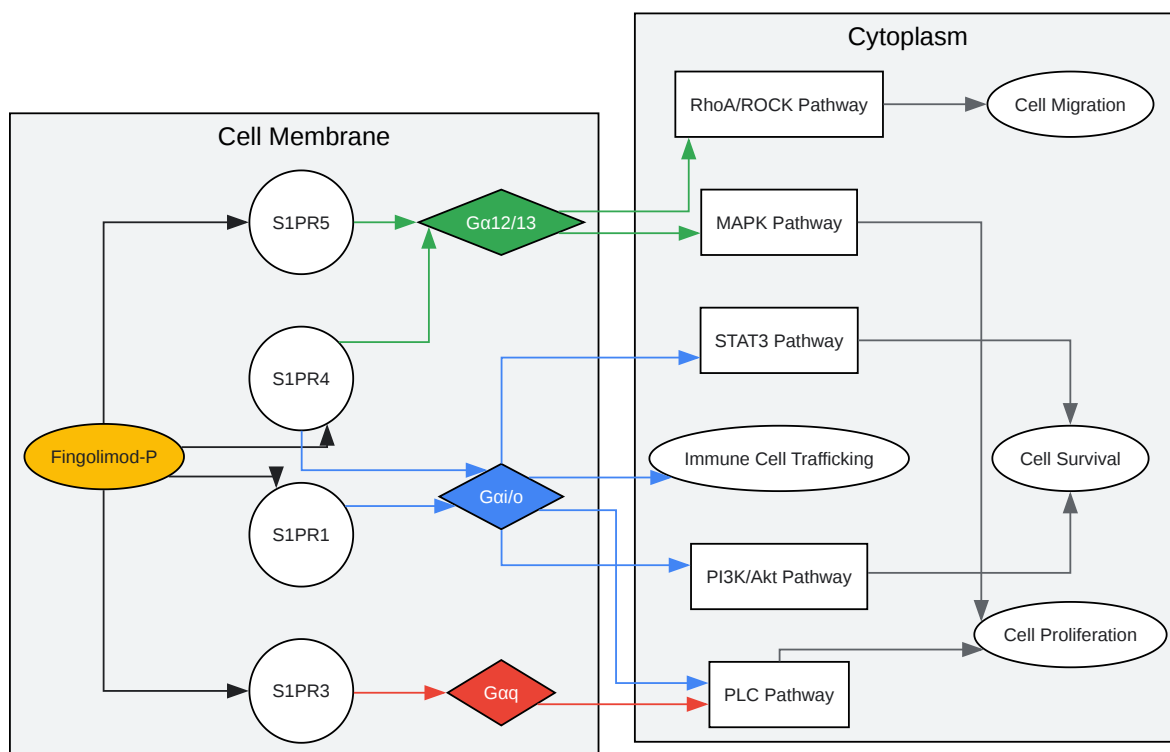 Cytoplasm
RhoA/ROCK Pathway
Cell Migration
Cell Membrane
S1PR5
Gα12/13
MAPK Pathway
STAT3 Pathway
S1PR4
Fingolimod-P
Immune Cell Trafficking
Cell Survival
Gαi/o
S1PR1
PI3K/Akt Pathway
Cell Proliferation
S1PR3
Gαq
PLC Pathway